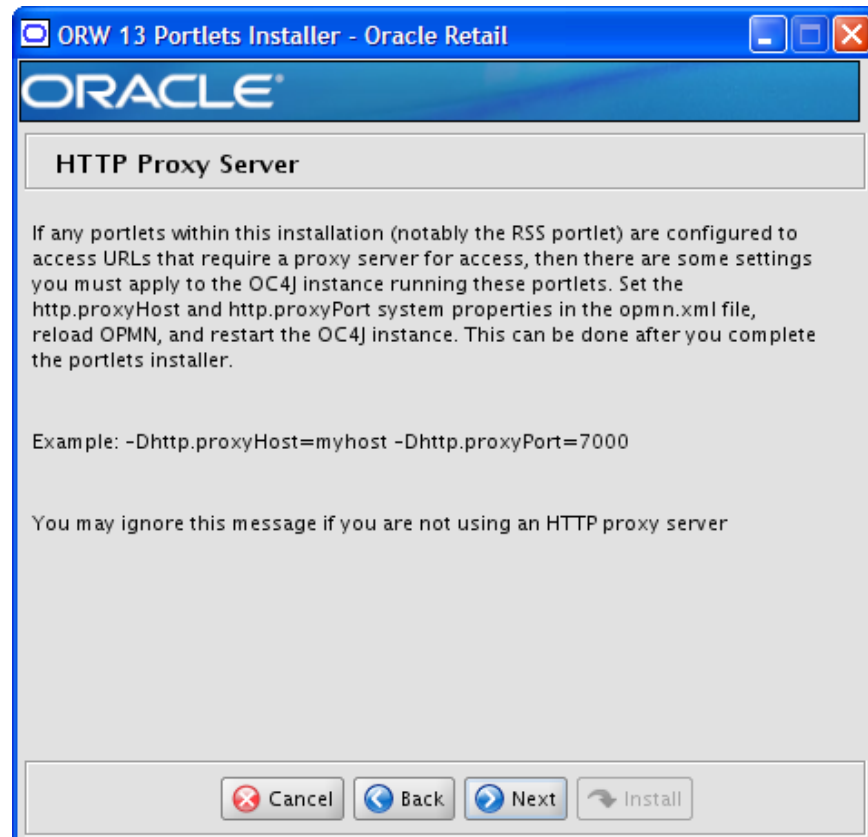 ORW 13 Portlets Installer - Oracle Retail
ORACLE®
HTTP Proxy Server
If any portlets within this installation (notably the RSS portlet) are configured to
access URLs that require a proxy server for access, then there are some settings
you must apply to the OC4J instance running these portlets. Set the
http.proxyHost and http.proxyPort system properties in the opmn.xml file,
reload OPMN, and restart the OC4J instance. This can be done after you complete
the portlets installer.
Example: -Dhttp.proxyHost=myhost -Dhttp.proxyPort=7000
You may ignore this message if you are not using an HTTP proxy server
Cancel Back Next Install